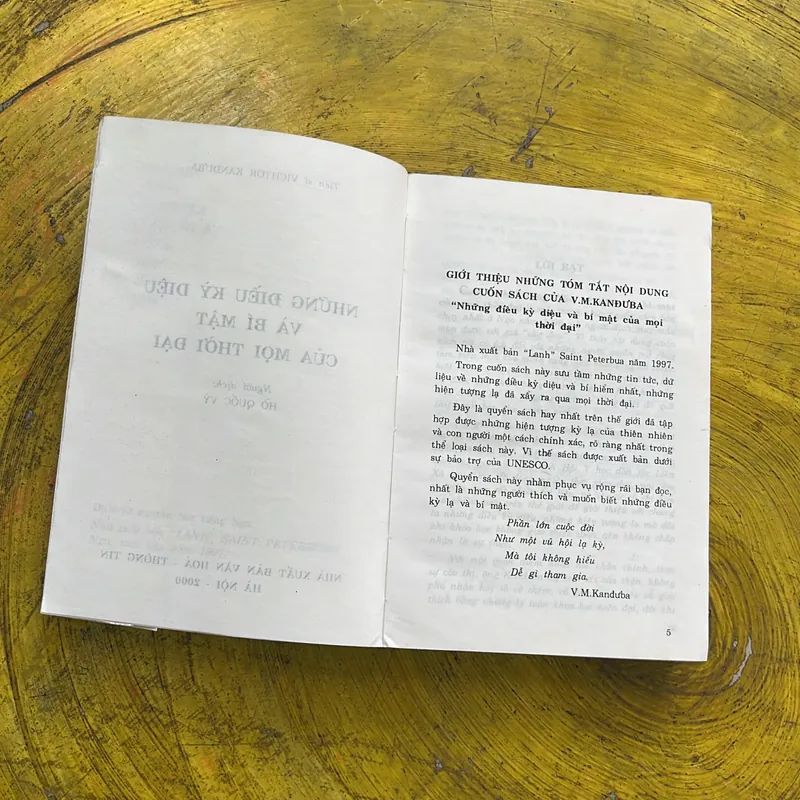 Tiến sĩ VICHTOR KANDƯBA
NHỮNG ĐIỀU KỲ DIỆU
VÀ BÍ MẬT
CỦA MỌI THỜI ĐẠI
Người dịch:
HỒ QUỐC VỸ
NHÀ XUẤT BẢN VĂN HOÁ - THÔNG TIN
HÀ NỘI - 2000
GIỚI THIỆU NHỮNG TÓM TẮT NỘI DUNG
CUỐN SÁCH CỦA V.M.KANĐƯBA
"Những điều kỳ diệu và bí mật của mọi
thời đại"
Nhà xuất bản "Lanh" Saint Peterbua năm 1997.
Trong cuốn sách này sưu tầm những tin tức, dữ
liệu về những điều kỳ diệu và bí hiểm nhất, những
hiện tượng lạ đã xẩy ra qua mọi thời đại.
Đây là quyển sách hay nhất trên thế giới đã tập
hợp được những hiện tượng kỳ lạ của thiên nhiên
và con người một cách chính xác, rõ ràng nhất trong
thể loại sách này. Vì thế sách được xuất bản dưới
sự bảo trợ của UNESCO.
Quyển sách này nhằm phục vụ rộng rãi bạn đọc,
nhất là những người thích và muốn biết những điều
kỳ lạ và bí mật.
Phần lớn cuộc đời
Như một vũ hội lạ kỳ,
Mà tôi không hiểu
Dễ gì tham gia.
V.M.Kanđưba
5